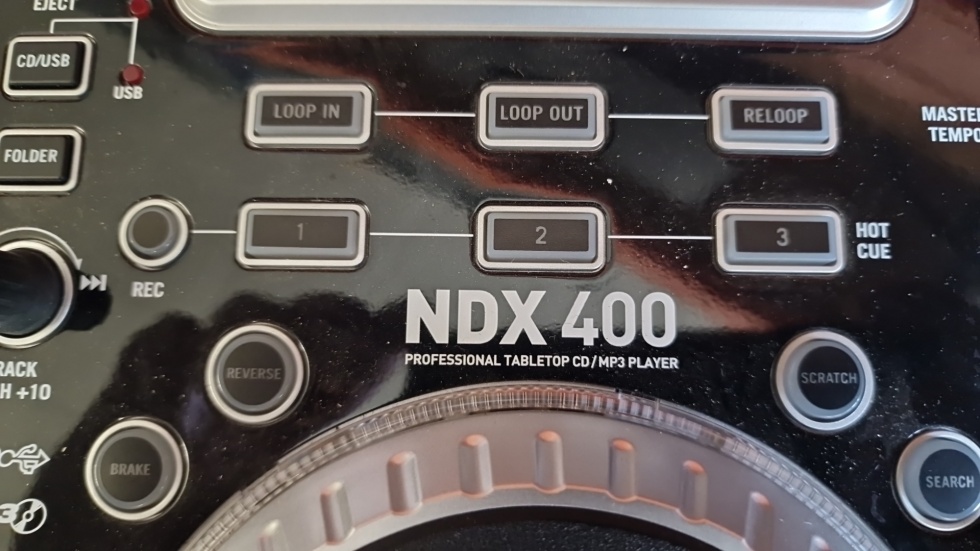 EJECT
CD/USB
USB
LOOP IN
LOOP OUT
RELOOP
MASTER
TEMPO
FOLDER
1
2
3
HOT
CUE
REC
NDX 400
PROFESSIONAL TABLETOP CD/MP3 PLAYER
REVERSE
SCRATCH
+10
BRAKE
SEARCH